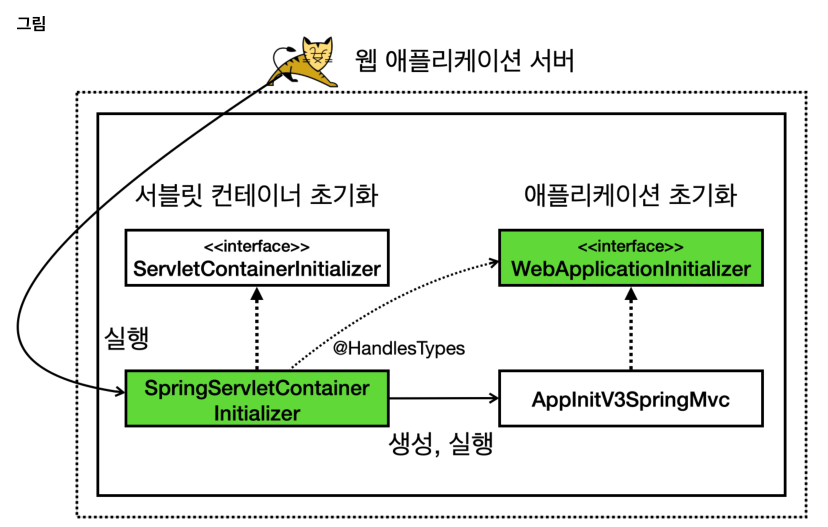 그림
웹 애플리케이션 서버
서블릿 컨테이너 초기화
애플리케이션 초기화
<<interface>>
ServletContainerInitializer
<<interface>>
WebApplicationInitializer
실행
@HandlesTypes
SpringServletContainer
Initializer
AppInitV3SpringMvc
생성, 실행